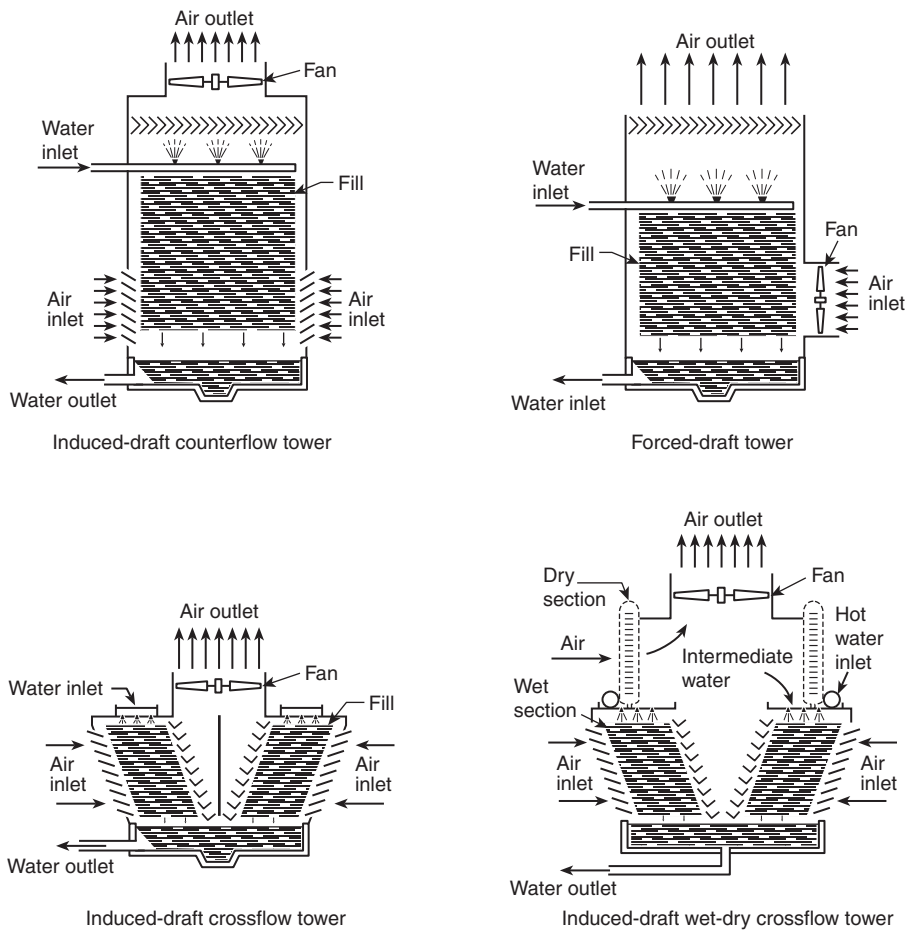 Air outlet
Fan
Water
inlet
Fill
Air
inlet
Air
inlet
Water outlet
Induced-draft counterflow tower
Air outlet
Water
inlet
Fan
Fill
Air
inlet
Water inlet
Forced-draft tower
Air outlet
Fan
Water inlet
Fill
Air
inlet
Air
inlet
Water outlet
Induced-draft crossflow tower
Air outlet
Dry
section
Fan
Hot
water
inlet
Air
Intermediate
water
Wet
section
Air
inlet
Air
inlet
Water outlet
Induced-draft wet-dry crossflow tower